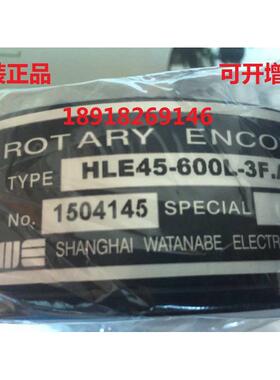 装正品
可开增
18918269146
ROTARY ENCO
TYPE HLE45-600L-3F.
No. 1504145 SPECIAL
SHANGHAI WATANABE ELECTR